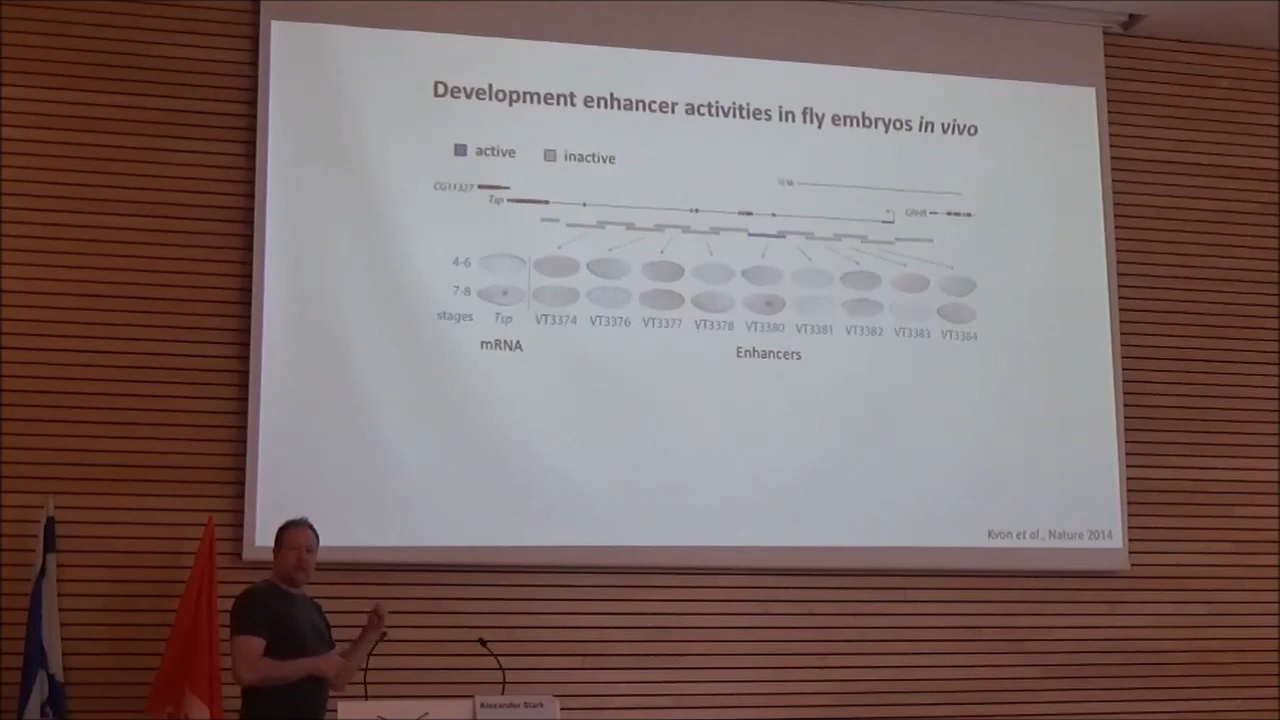 Development enhancer activities in fly embryos in vivo
active inactive
CG11327
Tsp
4-6
7-8
stages Tsp VT3374 VT3376 VT3377 VT3378 VT3380 VT3381 VT3382 VT3383 VT3384
mRNA Enhancers
Kvon et al., Nature 2014